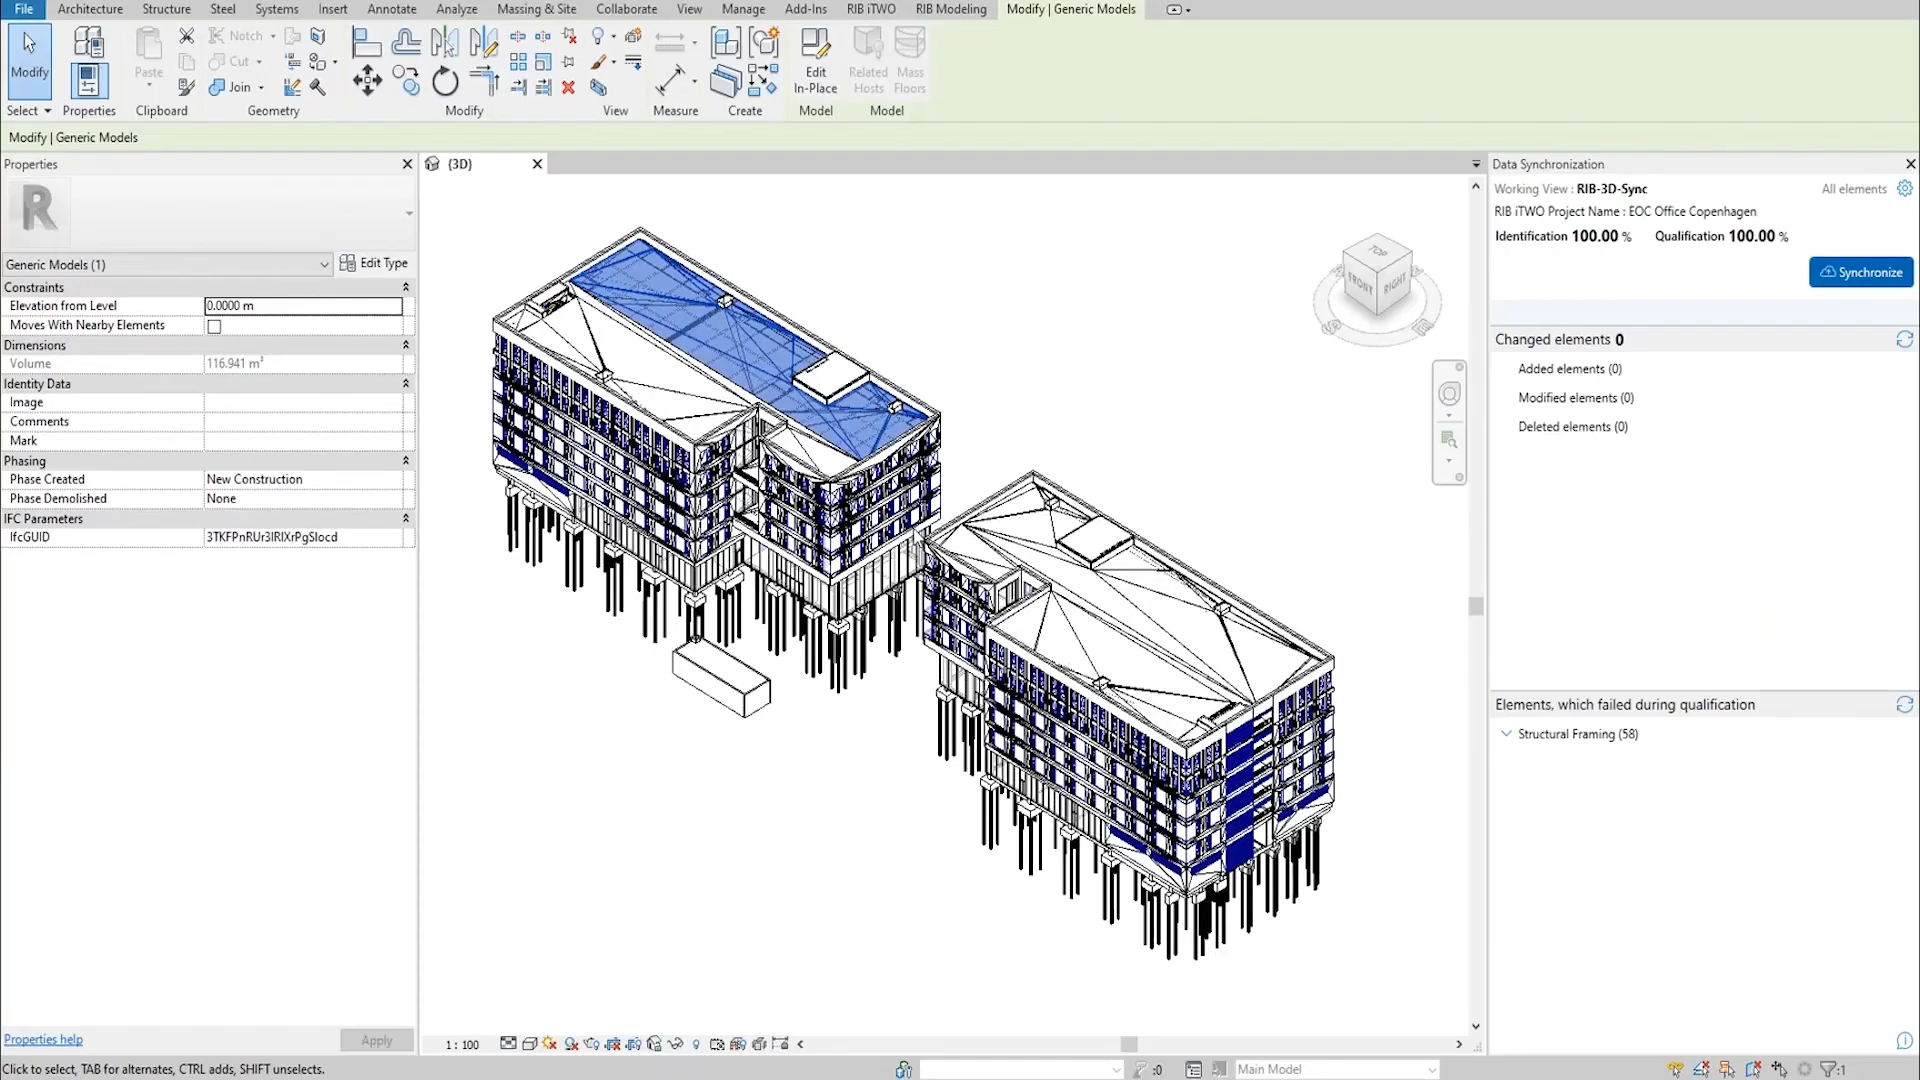 File Architecture Structure Steel Systems Insert Annotate Analyze Massing & Site Collaborate View Manage Add-Ins RIB iTWO RIB Modeling Modify | Generic Models
Modify
Paste
Notch
Cut
Join
Edit In-Place
Related Hosts
Mass Floors
Select Properties Clipboard Geometry Modify View Measure Create Model Model
Modify | Generic Models
Properties
{3D}
Data Synchronization
R
Working View : RIB-3D-Sync
All elements
RIB iTWO Project Name : EOC Office Copenhagen
Identification 100.00 % Qualification 100.00 %
Synchronize
Generic Models (1)
Edit Type
Constraints
Elevation from Level 0.0000 m
Moves With Nearby Elements
Dimensions
Volume 116.941 m³
Identity Data
Image
Comments
Mark
Phasing
Phase Created New Construction
Phase Demolished None
IFC Parameters
IfcGUID 3TKFPnRUr3IRlXrPgSlocd
TOP
FRONT
RIGHT
Changed elements 0
Added elements (0)
Modified elements (0)
Deleted elements (0)
Elements, which failed during qualification
Structural Framing (58)
Properties help
Apply
1 : 100
Click to select, TAB for alternates, CTRL adds, SHIFT unselects.
:0
Main Model
:1